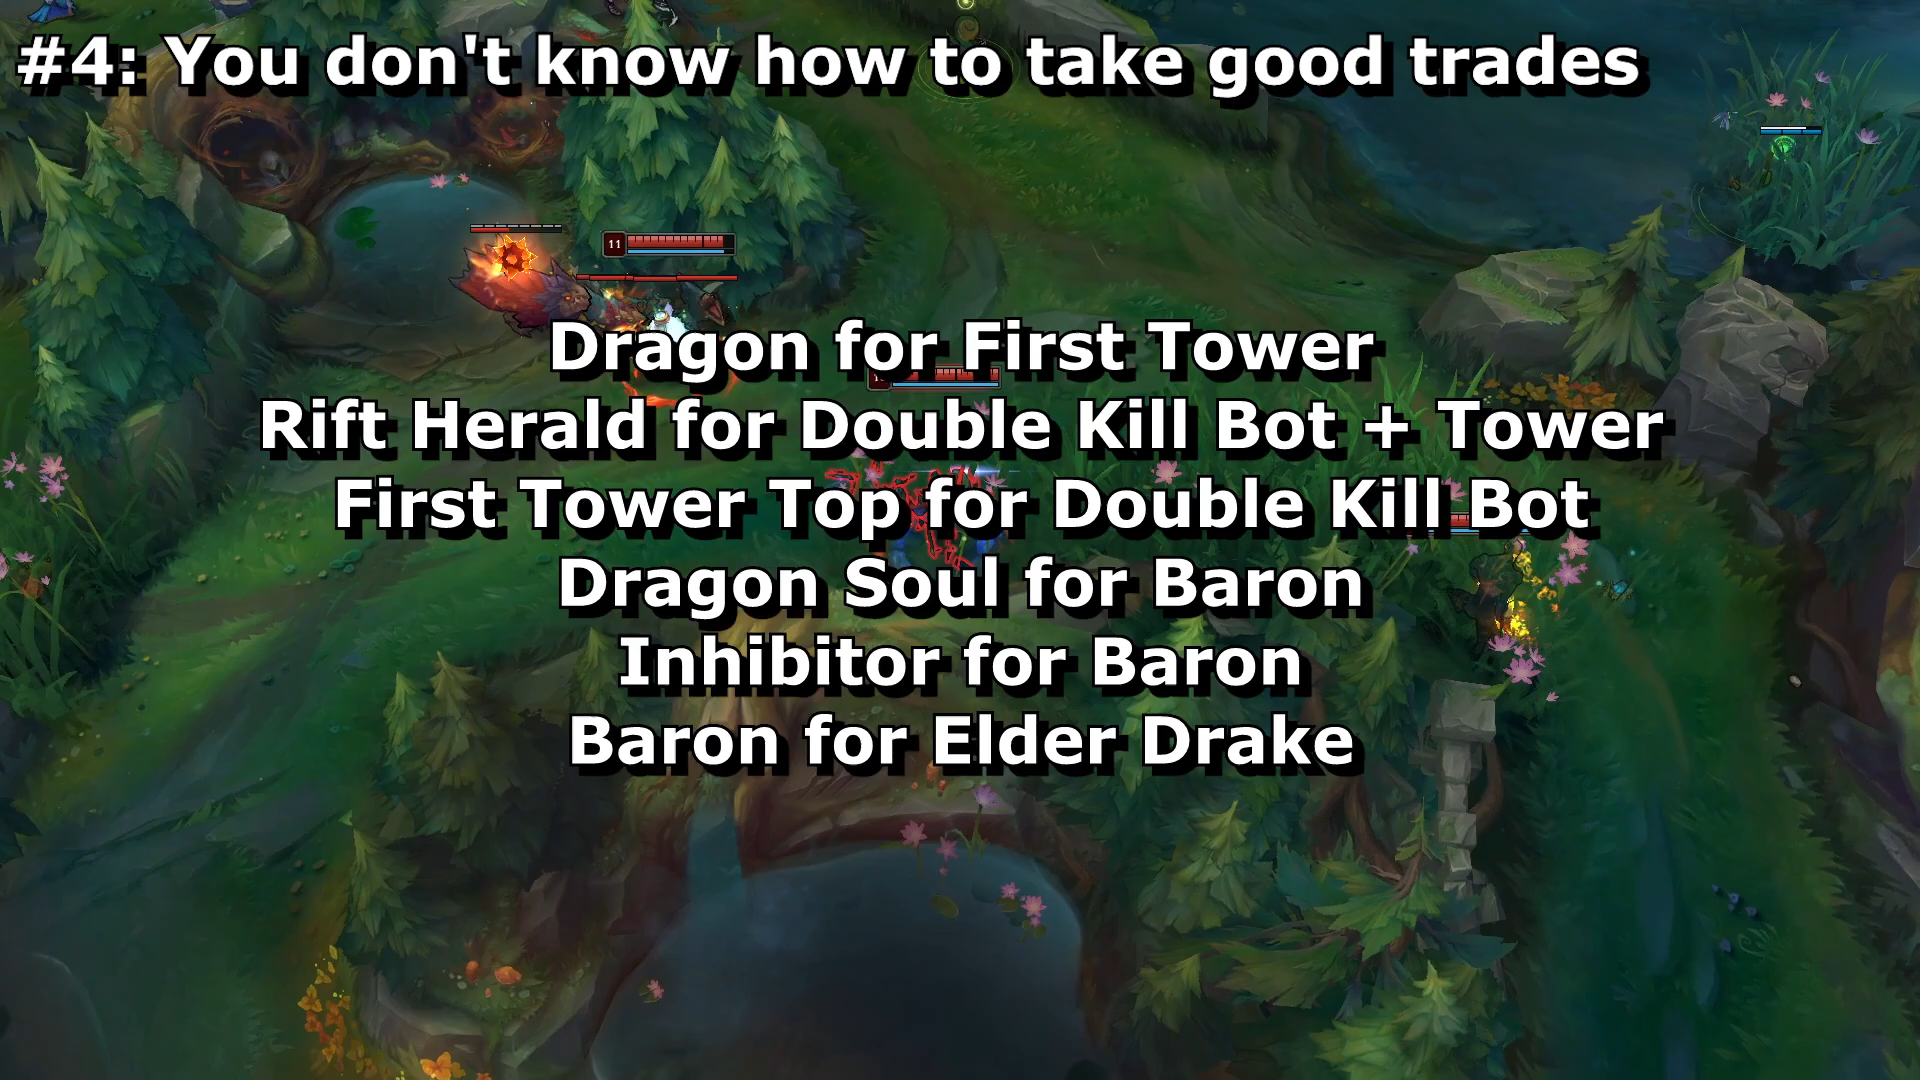 #4: You don't know how to take good trades
11
Dragon for First Tower
Rift Herald for Double Kill Bot + Tower
First Tower Top for Double Kill Bot
Dragon Soul for Baron
Inhibitor for Baron
Baron for Elder Drake